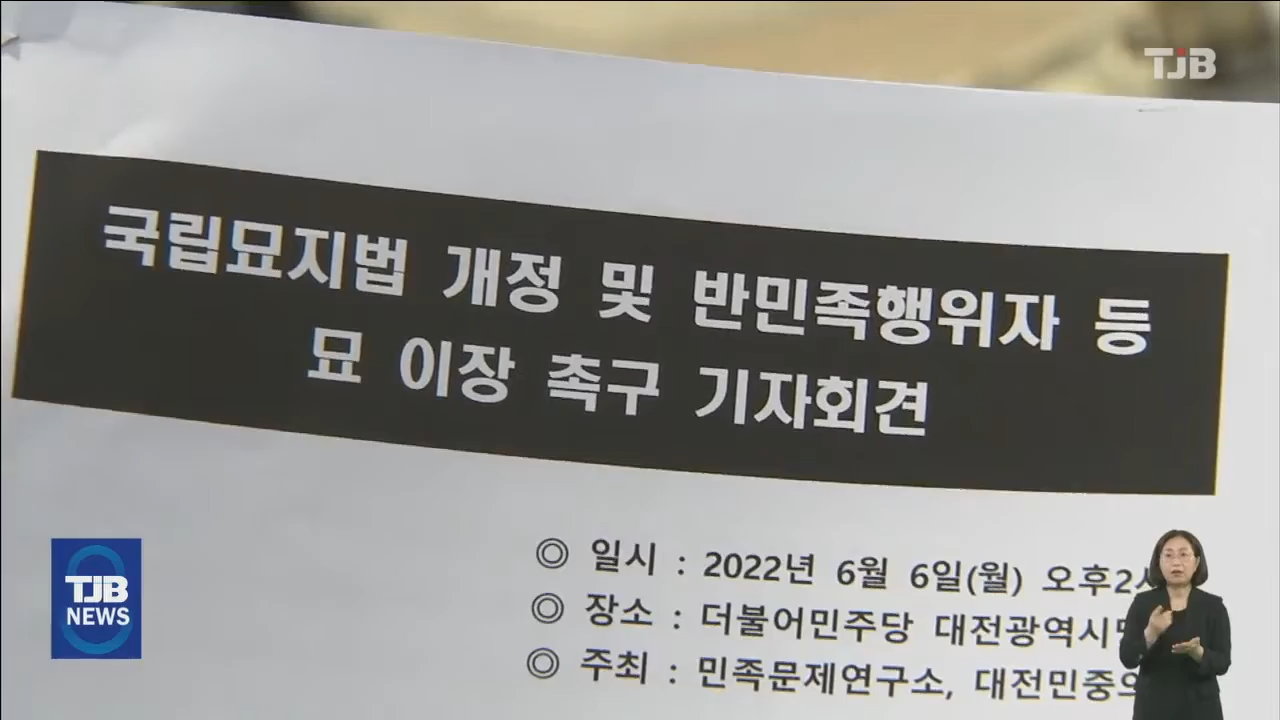 TJB
국립묘지법 개정 및 반민족행위자 등
묘 이장 촉구 기자회견
◎ 일시 : 2022년 6월 6일(월) 오후2시
◎ 장소 : 더불어민주당 대전광역시
◎ 주최 : 민족문제연구소, 대전민중의
TJB
NEWS